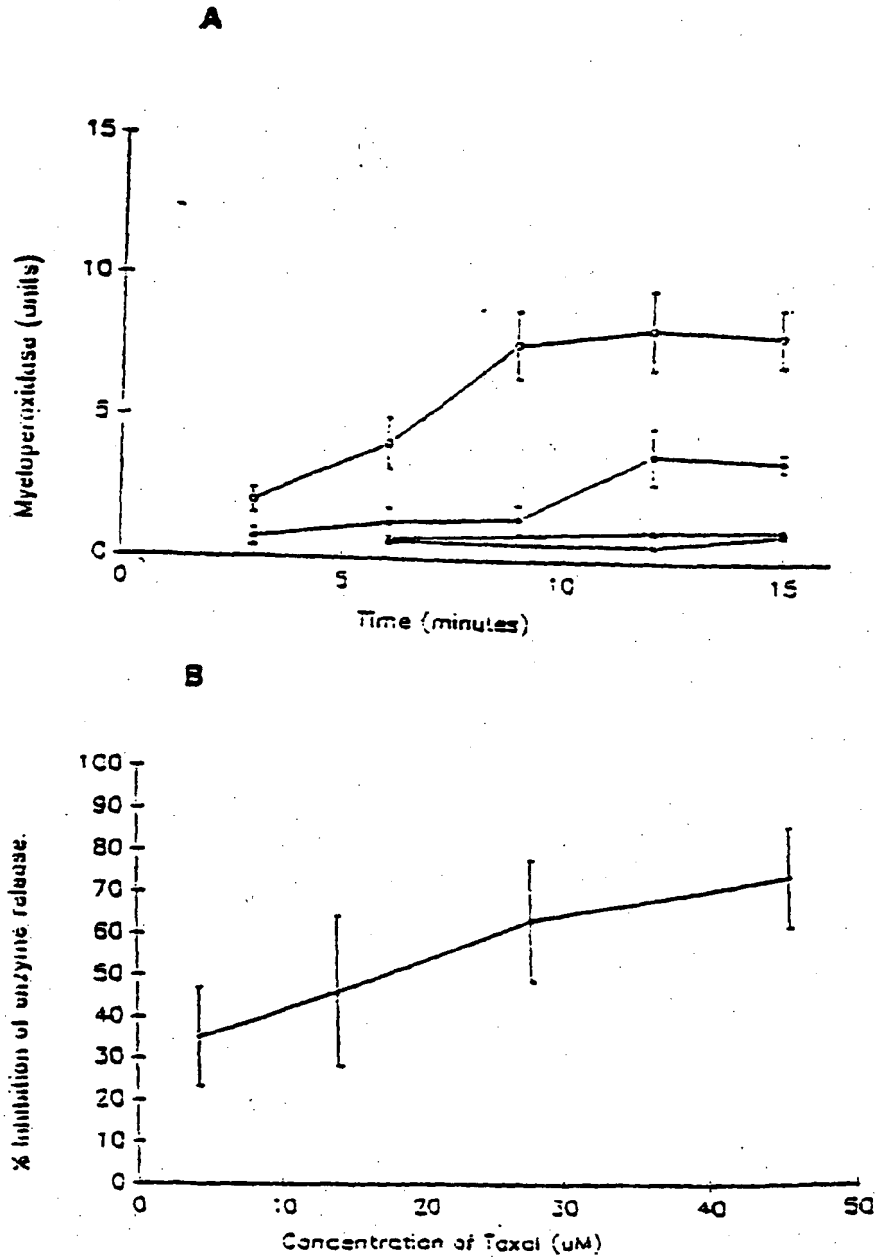 A
15
10
5
0
Myeloperoxidase (units)
0 5 10 15
Time (minutes)
B
100
90
80
70
60
50
40
30
20
10
0
% Inhibition of enzyme release.
0 10 20 30 40 50
Concentration of Taxol (uM)